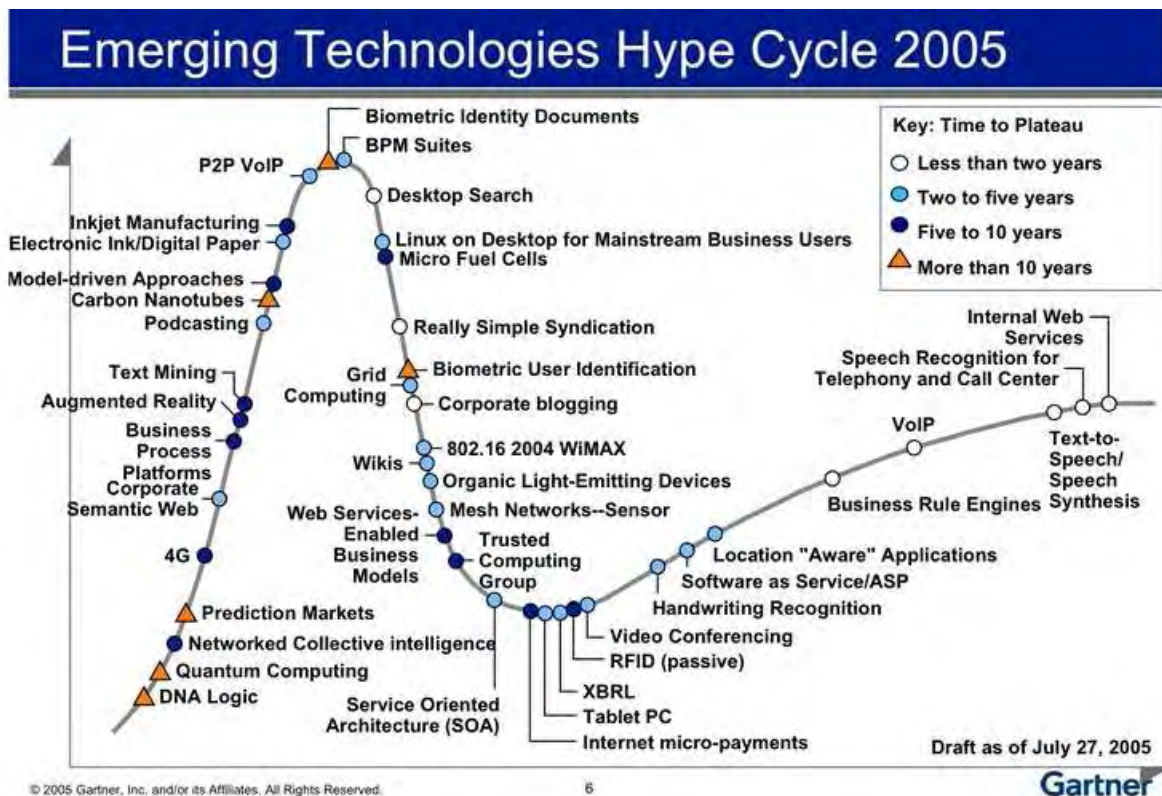 Emerging Technologies Hype Cycle 2005
Biometric Identity Documents
BPM Suites
P2P VoIP
Desktop Search
Inkjet Manufacturing
Electronic Ink/Digital Paper
Linux on Desktop for Mainstream Business Users
Micro Fuel Cells
Model-driven Approaches
Carbon Nanotubes
Podcasting
Really Simple Syndication
Text Mining
Augmented Reality
Business
Process
Platforms
Corporate
Semantic Web
Biometric User Identification
Grid
Computing
Corporate blogging
802.16 2004 WiMAX
Wikis
Organic Light-Emitting Devices
Mesh Networks--Sensor
Web Services-
Enabled
Business
Models
Trusted
Computing
Group
4G
Prediction Markets
Networked Collective intelligence
Quantum Computing
DNA Logic
Service Oriented
Architecture (SOA)
Internet micro-payments
Tablet PC
XBRL
RFID (passive)
Video Conferencing
Handwriting Recognition
Software as Service/ASP
Location "Aware" Applications
Business Rule Engines
VoIP
Text-to-
Speech/
Speech
Synthesis
Speech Recognition for
Telephony and Call Center
Internal Web
Services
Key: Time to Plateau
Less than two years
Two to five years
Five to 10 years
More than 10 years
Draft as of July 27, 2005
© 2005 Gartner, Inc. and/or its Affiliates. All Rights Reserved.
6
Gartner